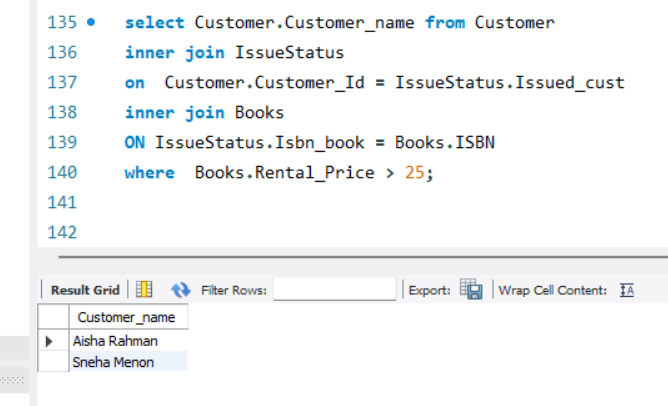 135 select Customer.Customer_name from Customer
136 inner join IssueStatus
137 on Customer.Customer_Id = IssueStatus.Issued_cust
138 inner join Books
139 ON IssueStatus.Isbn_book = Books.ISBN
140 where Books.Rental_Price > 25;
141
142
Result Grid Filter Rows: Export: Wrap Cell Content: IA
Customer_name
Aisha Rahman
Sneha Menon